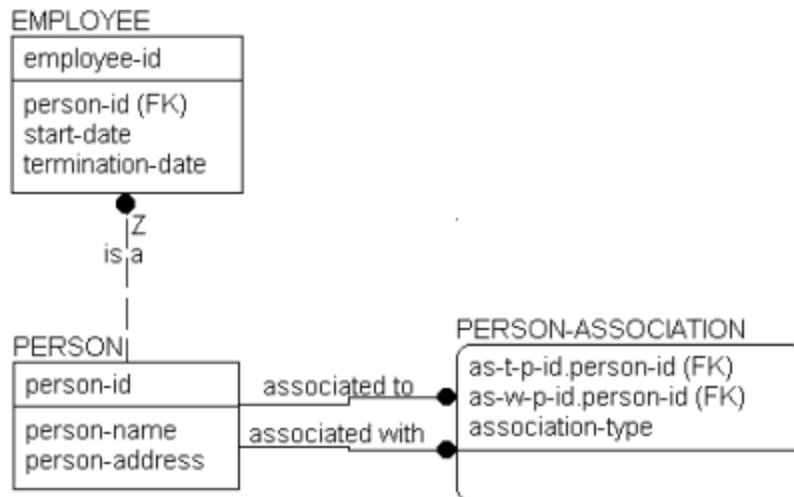 EMPLOYEE
employee-id
person-id (FK)
start-date
termination-date
Z
is a
PERSON
person-id
person-name
person-address
associated to
associated with
PERSON-ASSOCIATION
as-t-p-id.person-id (FK)
as-w-p-id.person-id (FK)
association-type